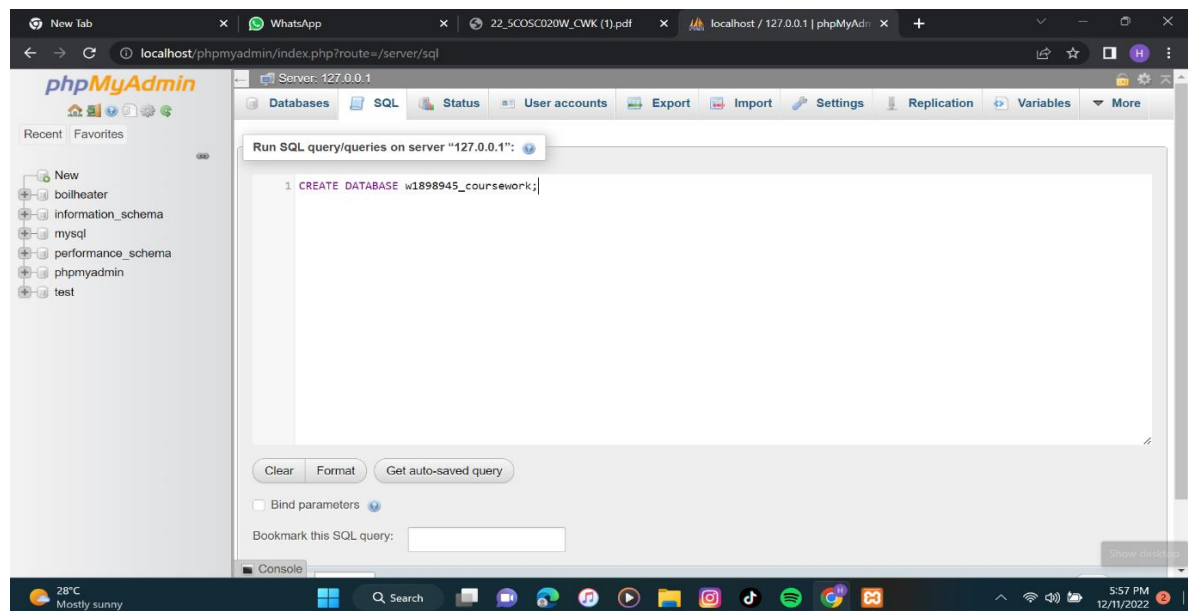 New Tab
WhatsApp
22_5COSC020W_CWK (1).pdf
localhost / 127.0.0.1 | phpMyAdm
localhost/phpmyadmin/index.php?route=/server/sql
H
phpMyAdmin
Recent Favorites
New
boilheater
information_schema
mysql
performance_schema
phpmyadmin
test
Server: 127.0.0.1
Databases SQL Status User accounts Export Import Settings Replication Variables More
Run SQL query/queries on server “127.0.0.1”:
1 CREATE DATABASE w1898945_coursework;
Clear Format Get auto-saved query
Bind parameters
Bookmark this SQL query:
Console
Show desktop
28°C
Mostly sunny
Search
5:57 PM
12/11/2022
2